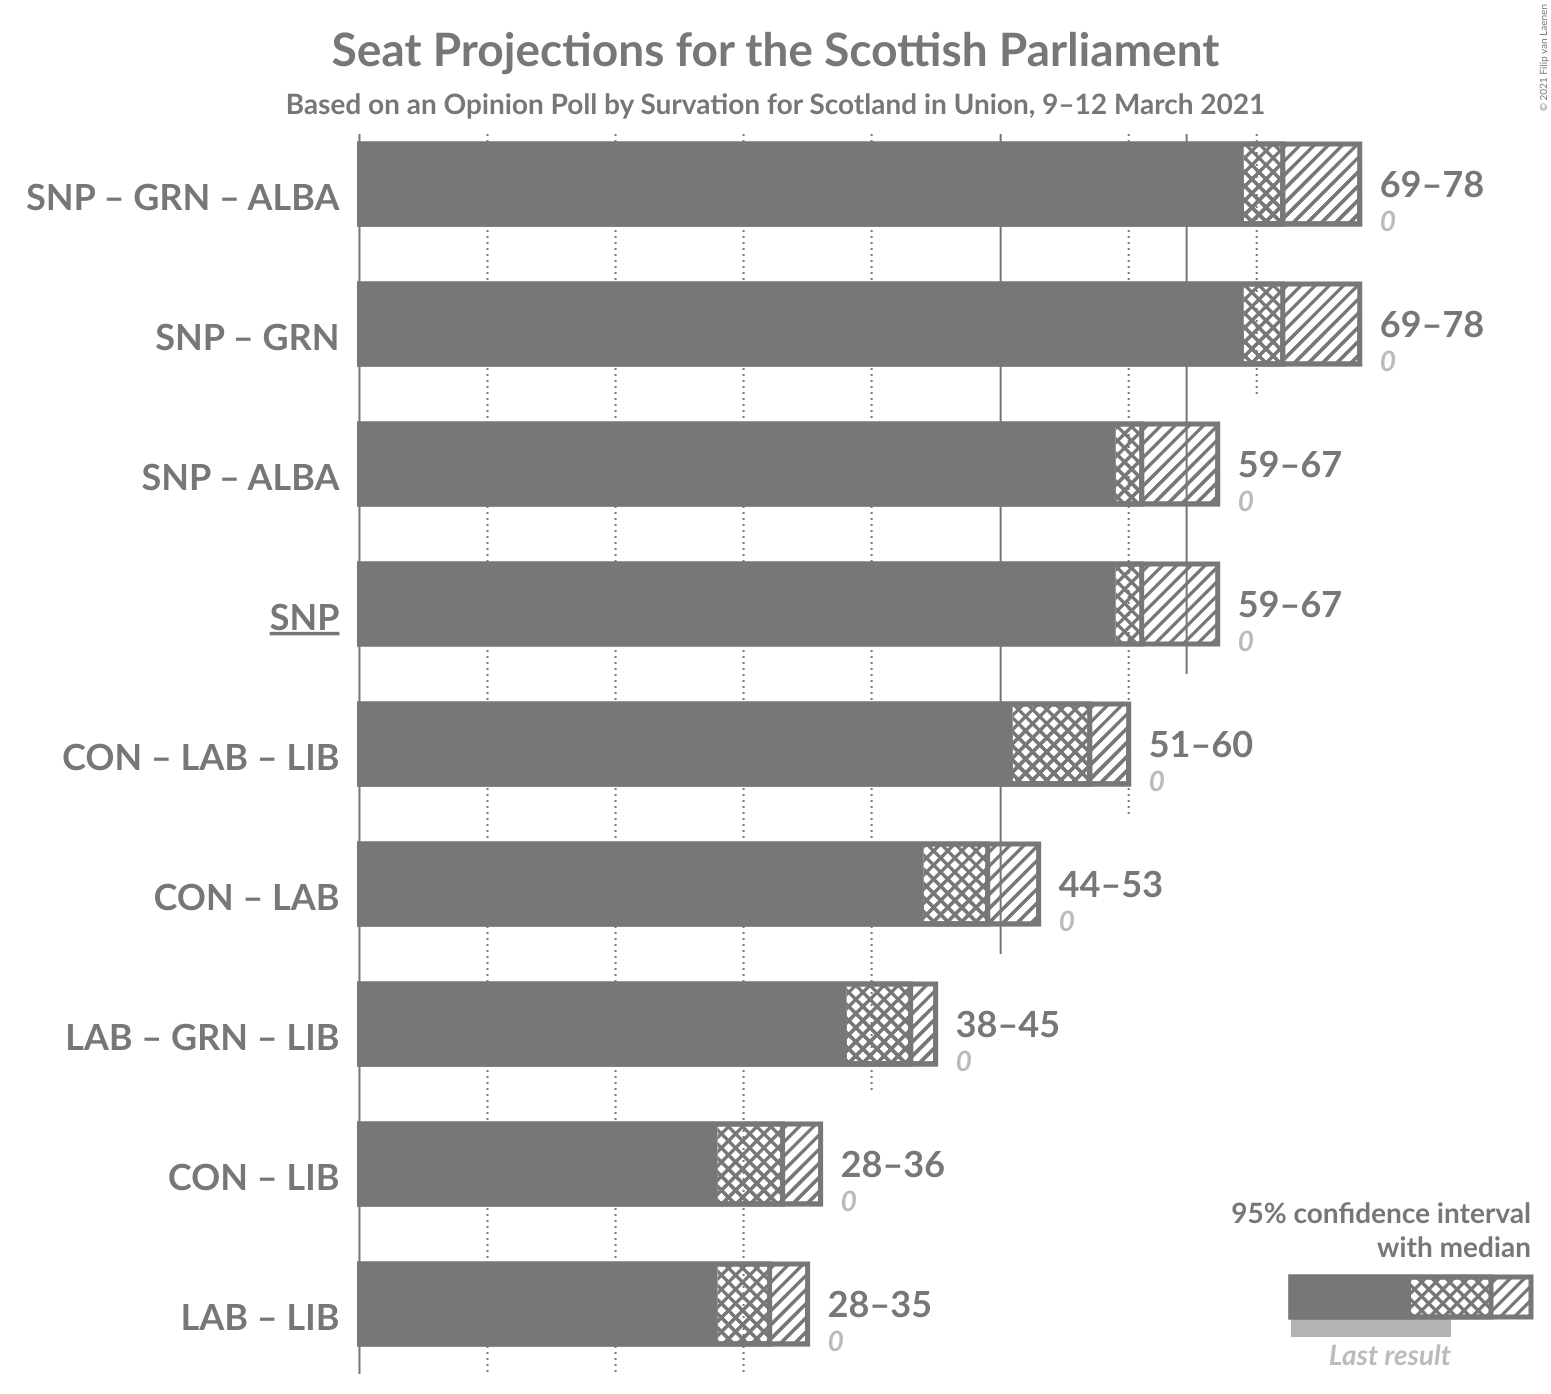 Seat Projections for the Scottish Parliament
Based on an Opinion Poll by Survation for Scotland in Union, 9–12 March 2021
© 2021 Filip van Laenen
SNP – GRN – ALBA
69–78
0
SNP – GRN
69–78
0
SNP – ALBA
59–67
0
SNP
59–67
0
CON – LAB – LIB
51–60
0
CON – LAB
44–53
0
LAB – GRN – LIB
38–45
0
CON – LIB
28–36
0
LAB – LIB
28–35
0
95% confidence interval
with median
Last result